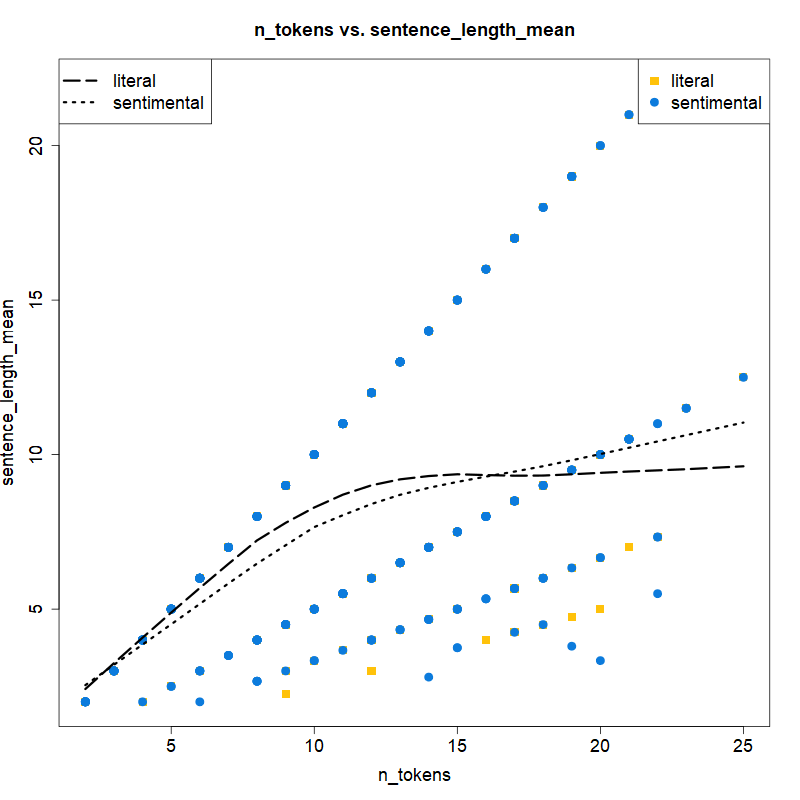 n_tokens vs. sentence_length_mean
literal
sentimental
literal
sentimental
sentence_length_mean
20
15
10
5
5 10 15 20 25
n_tokens